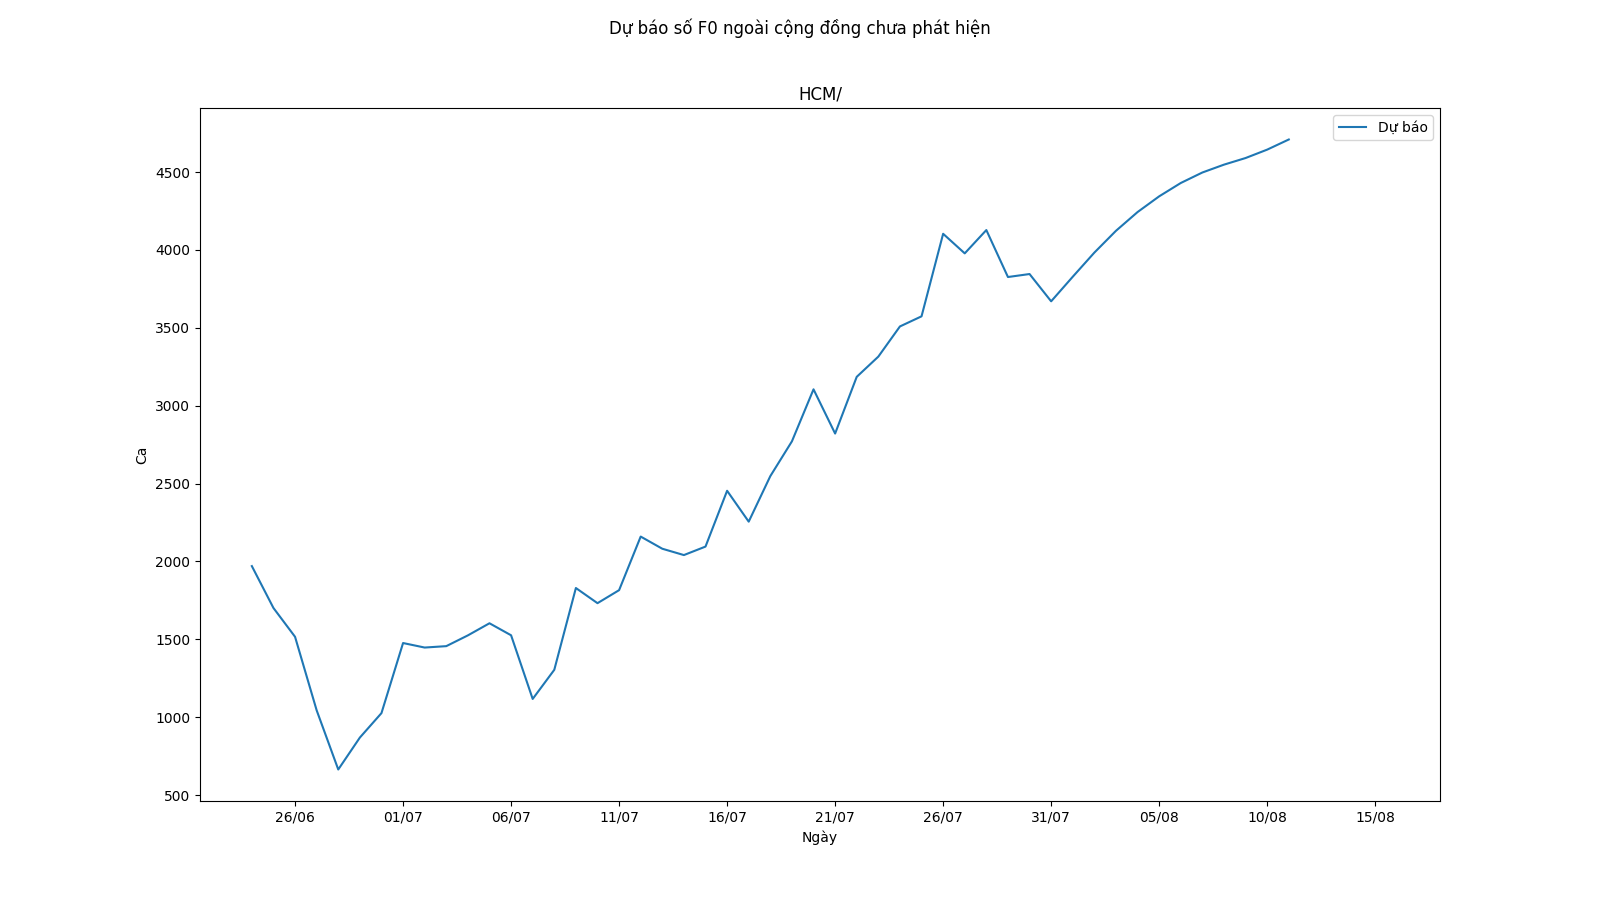 Dự báo số F0 ngoài cộng đồng chưa phát hiện
HCM/
Dự báo
4500
4000
3500
3000
2500
2000
1500
1000
500
Ca
26/06 01/07 06/07 11/07 16/07 21/07 26/07 31/07 05/08 10/08 15/08
Ngày